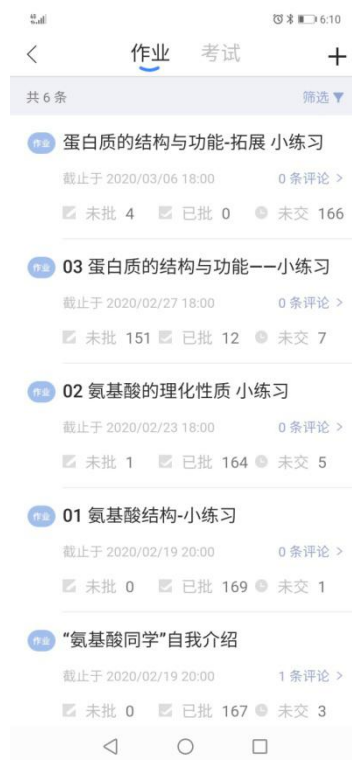 6:10
作业 考试
共 6 条 筛选
作业 蛋白质的结构与功能-拓展 小练习
截止于 2020/03/06 18:00 0 条评论 >
未批 4 已批 0 未交 166
作业 03 蛋白质的结构与功能——小练习
截止于 2020/02/27 18:00 0 条评论 >
未批 151 已批 12 未交 7
作业 02 氨基酸的理化性质 小练习
截止于 2020/02/23 18:00 0 条评论 >
未批 1 已批 164 未交 5
作业 01 氨基酸结构-小练习
截止于 2020/02/19 20:00 0 条评论 >
未批 0 已批 169 未交 1
作业 “氨基酸同学”自我介绍
截止于 2020/02/19 20:00 1 条评论 >
未批 0 已批 167 未交 3